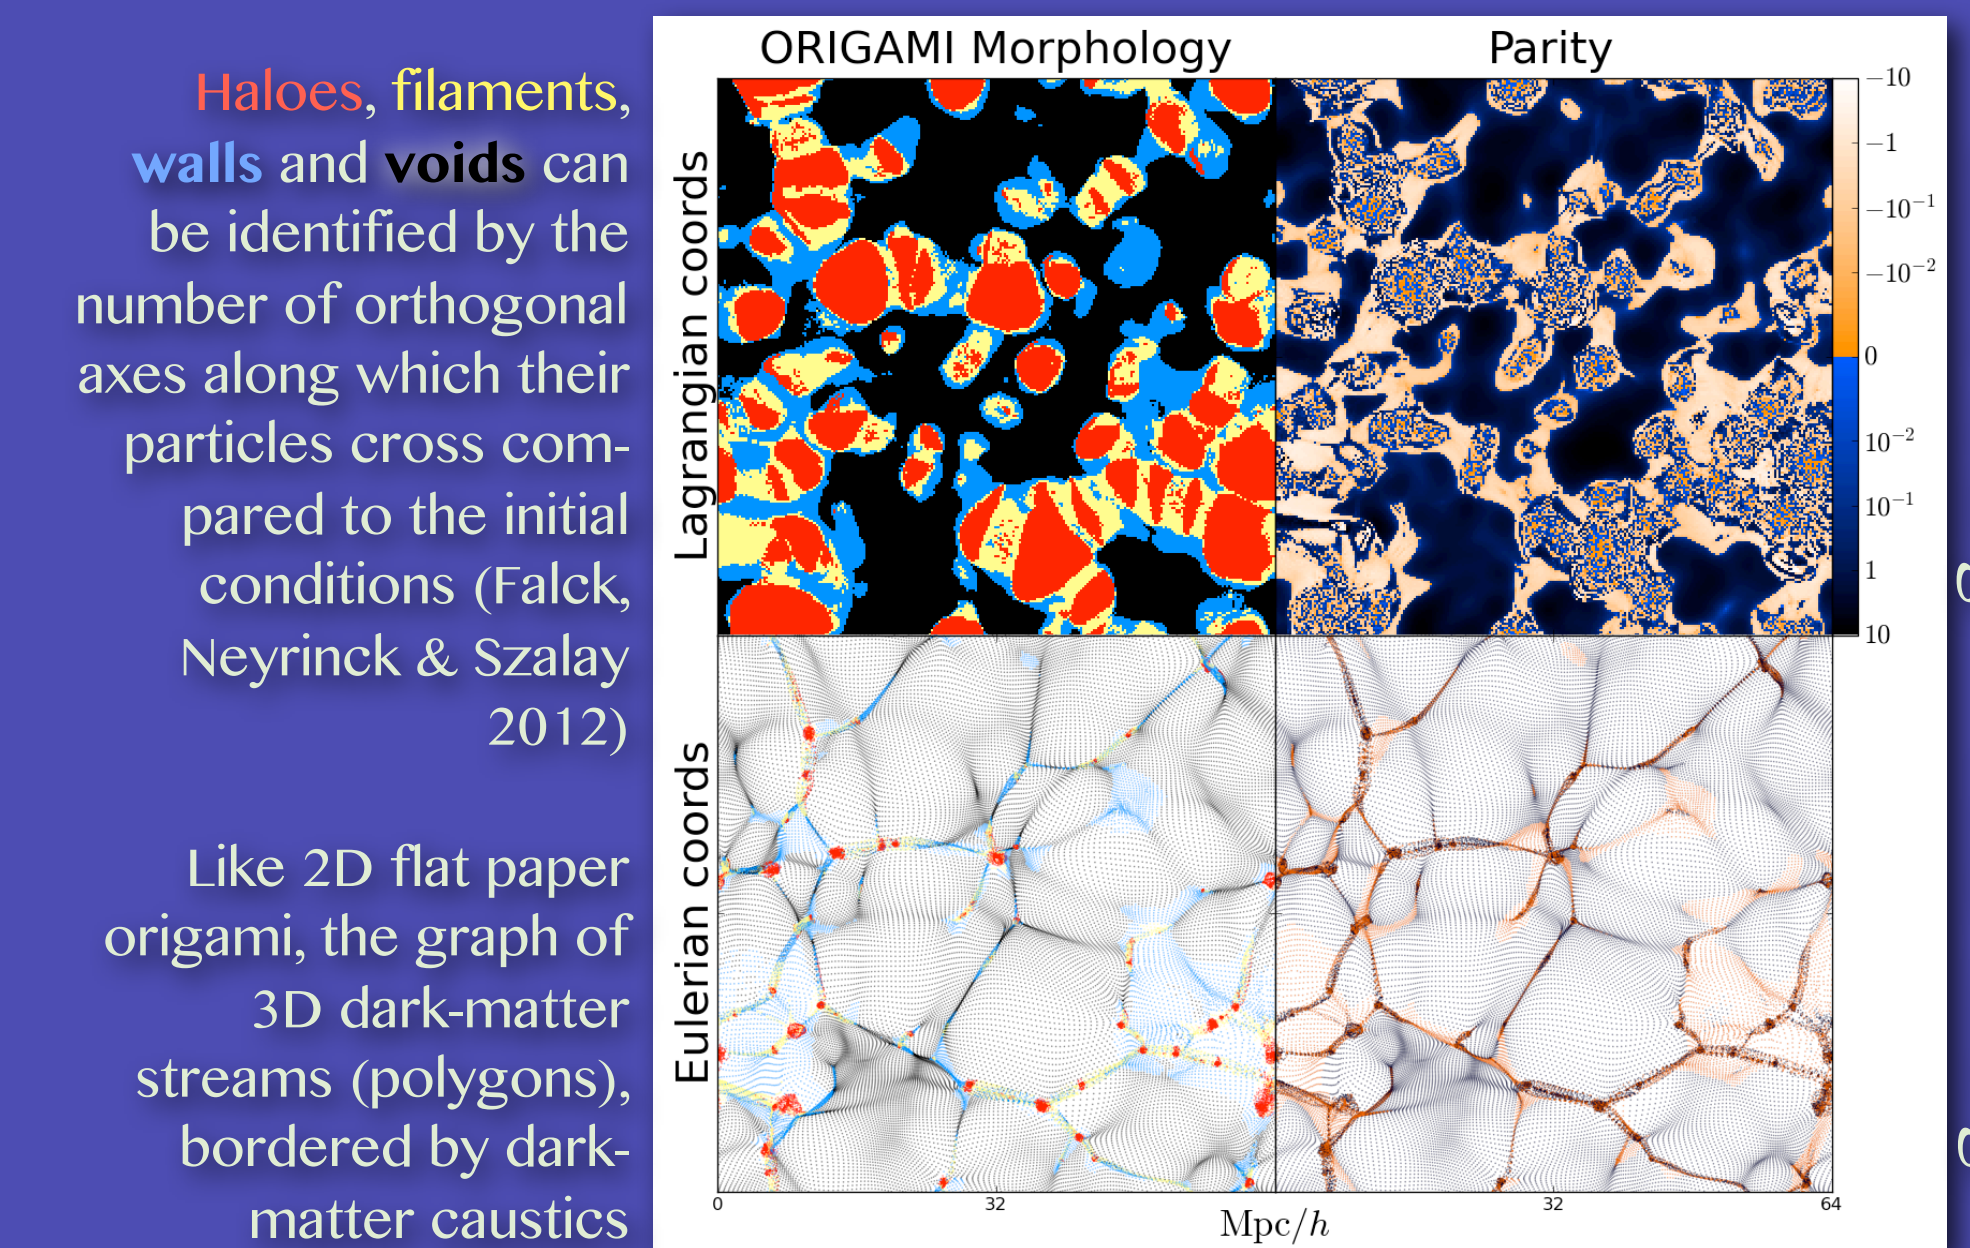 Haloes, filaments,
walls and voids can
be identified by the
number of orthogonal
axes along which their
particles cross com-
pared to the initial
conditions (Falck,
Neyrinck & Szalay
2012)
Like 2D flat paper
origami, the graph of
3D dark-matter
streams (polygons),
bordered by dark-
matter caustics
ORIGAMI Morphology
Parity
Lagrangian coords
Eulerian coords
−10
−1
−10⁻¹
−10⁻²
0
10⁻²
10⁻¹
1
10
0
32
32
64
Mpc/h